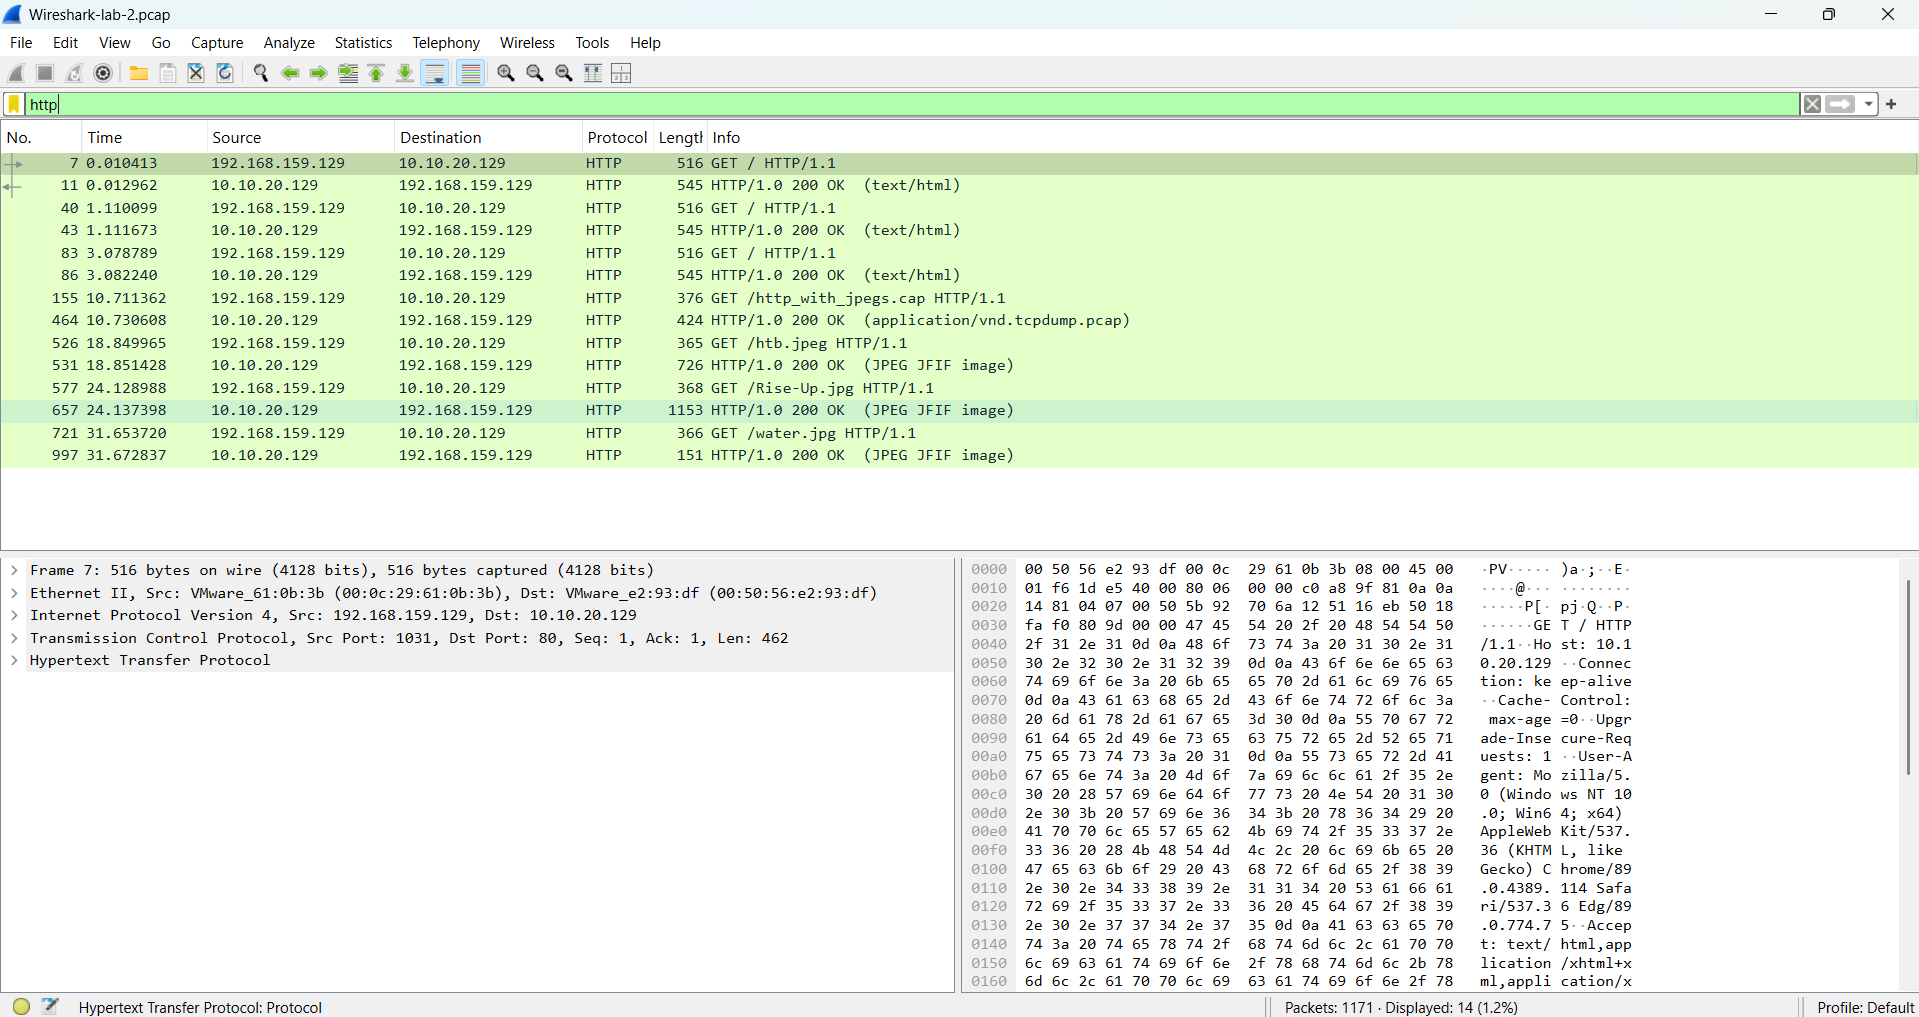 Wireshark-lab-2.pcap
File Edit View Go Capture Analyze Statistics Telephony Wireless Tools Help
http
No. Time Source Destination Protocol Length Info
7 0.010413 192.168.159.129 10.10.20.129 HTTP 516 GET / HTTP/1.1
11 0.012962 10.10.20.129 192.168.159.129 HTTP 545 HTTP/1.0 200 OK (text/html)
40 1.110099 192.168.159.129 10.10.20.129 HTTP 516 GET / HTTP/1.1
43 1.111673 10.10.20.129 192.168.159.129 HTTP 545 HTTP/1.0 200 OK (text/html)
83 3.078789 192.168.159.129 10.10.20.129 HTTP 516 GET / HTTP/1.1
86 3.082240 10.10.20.129 192.168.159.129 HTTP 545 HTTP/1.0 200 OK (text/html)
155 10.711362 192.168.159.129 10.10.20.129 HTTP 376 GET /http_with_jpegs.cap HTTP/1.1
464 10.730608 10.10.20.129 192.168.159.129 HTTP 424 HTTP/1.0 200 OK (application/vnd.tcpdump.pcap)
526 18.849965 192.168.159.129 10.10.20.129 HTTP 365 GET /htb.jpeg HTTP/1.1
531 18.851428 10.10.20.129 192.168.159.129 HTTP 726 HTTP/1.0 200 OK (JPEG JFIF image)
577 24.128988 192.168.159.129 10.10.20.129 HTTP 368 GET /Rise-Up.jpg HTTP/1.1
657 24.137398 10.10.20.129 192.168.159.129 HTTP 1153 HTTP/1.0 200 OK (JPEG JFIF image)
721 31.653720 192.168.159.129 10.10.20.129 HTTP 366 GET /water.jpg HTTP/1.1
997 31.672837 10.10.20.129 192.168.159.129 HTTP 151 HTTP/1.0 200 OK (JPEG JFIF image)
Frame 7: 516 bytes on wire (4128 bits), 516 bytes captured (4128 bits)
Ethernet II, Src: VMware_61:0b:3b (00:0c:29:61:0b:3b), Dst: VMware_e2:93:df (00:50:56:e2:93:df)
Internet Protocol Version 4, Src: 192.168.159.129, Dst: 10.10.20.129
Transmission Control Protocol, Src Port: 1031, Dst Port: 80, Seq: 1, Ack: 1, Len: 462
Hypertext Transfer Protocol
0000 00 50 56 e2 93 df 00 0c 29 61 0b 3b 08 00 45 00 ·PV····· )a·;··E·
0010 01 f6 1d e5 40 00 80 06 00 00 c0 a8 9f 81 0a 0a ····@··· ········
0020 14 81 04 07 00 50 5b 92 70 6a 12 51 16 eb 50 18 ·····P[· pj·Q··P·
0030 fa f0 80 9d 00 00 47 45 54 20 2f 20 48 54 54 50 ······GE T / HTTP
0040 2f 31 2e 31 0d 0a 48 6f 73 74 3a 20 31 30 2e 31 /1.1··Ho st: 10.1
0050 30 2e 32 30 2e 31 32 39 0d 0a 43 6f 6e 6e 65 63 0.20.129 ··Connec
0060 74 69 6f 6e 3a 20 6b 65 65 70 2d 61 6c 69 76 65 tion: ke ep-alive
0070 0d 0a 43 61 63 68 65 2d 43 6f 6e 74 72 6f 6c 3a ··Cache- Control:
0080 20 6d 61 78 2d 61 67 65 3d 30 0d 0a 55 70 67 72 max-age =0··Upgr
0090 61 64 65 2d 49 6e 73 65 63 75 72 65 2d 52 65 71 ade-Inse cure-Req
00a0 75 65 73 74 73 3a 20 31 0d 0a 55 73 65 72 2d 41 uests: 1 ··User-A
00b0 67 65 6e 74 3a 20 4d 6f 7a 69 6c 6c 61 2f 35 2e gent: Mo zilla/5.
00c0 30 20 28 57 69 6e 64 6f 77 73 20 4e 54 20 31 30 0 (Windo ws NT 10
00d0 2e 30 3b 20 57 69 6e 36 34 3b 20 78 36 34 29 20 .0; Win6 4; x64)
00e0 41 70 70 6c 65 57 65 62 4b 69 74 2f 35 33 37 2e AppleWeb Kit/537.
00f0 33 36 20 28 4b 48 54 4d 4c 2c 20 6c 69 6b 65 20 36 (KHTM L, like
0100 47 65 63 6b 6f 29 20 43 68 72 6f 6d 65 2f 38 39 Gecko) C hrome/89
0110 2e 30 2e 34 33 38 39 2e 31 31 34 20 53 61 66 61 .0.4389. 114 Safa
0120 72 69 2f 35 33 37 2e 33 36 20 45 64 67 2f 38 39 ri/537.3 6 Edg/89
0130 2e 30 2e 37 37 34 2e 37 35 0d 0a 41 63 63 65 70 .0.774.7 5··Accep
0140 74 3a 20 74 65 78 74 2f 68 74 6d 6c 2c 61 70 70 t: text/ html,app
0150 6c 69 63 61 74 69 6f 6e 2f 78 68 74 6d 6c 2b 78 lication /xhtml+x
0160 6d 6c 2c 61 70 70 6c 69 63 61 74 69 6f 6e 2f 78 ml,appli cation/x
Hypertext Transfer Protocol: Protocol Packets: 1171 · Displayed: 14 (1.2%) Profile: Default